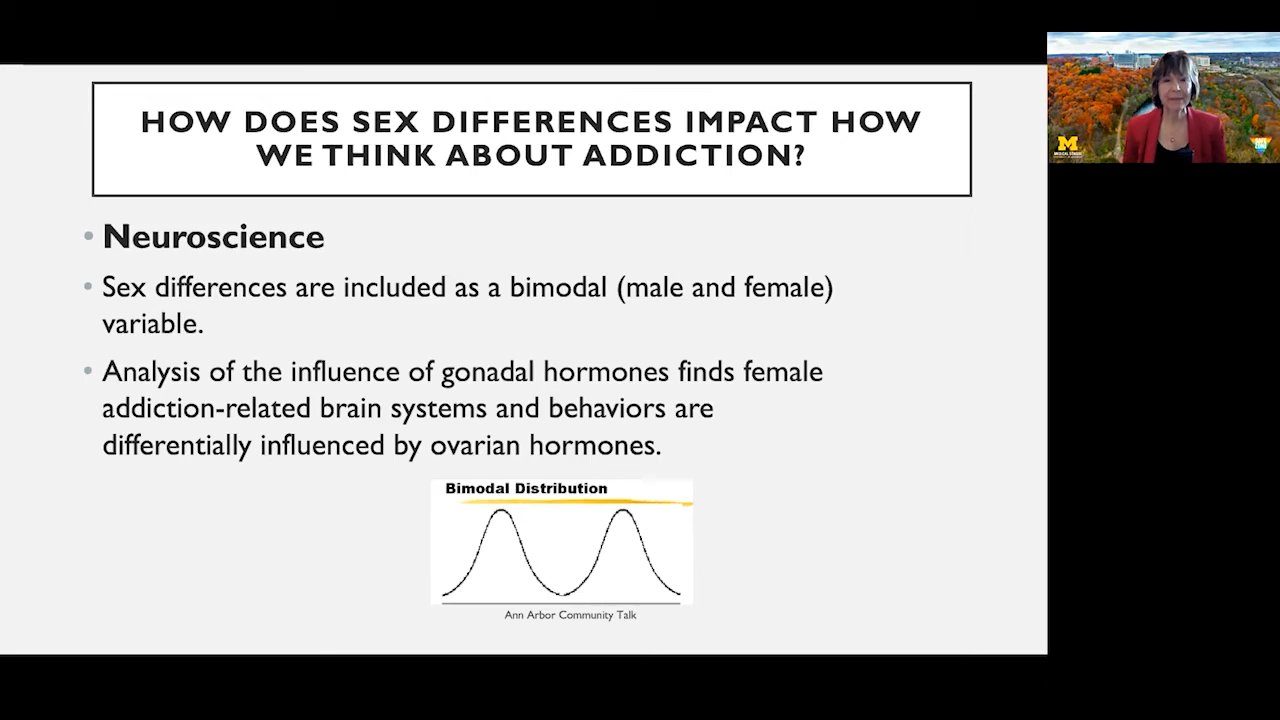 HOW DOES SEX DIFFERENCES IMPACT HOW
WE THINK ABOUT ADDICTION?
• Neuroscience
• Sex differences are included as a bimodal (male and female)
variable.
• Analysis of the influence of gonadal hormones finds female
addiction-related brain systems and behaviors are
differentially influenced by ovarian hormones.
Bimodal Distribution
Ann Arbor Community Talk
M